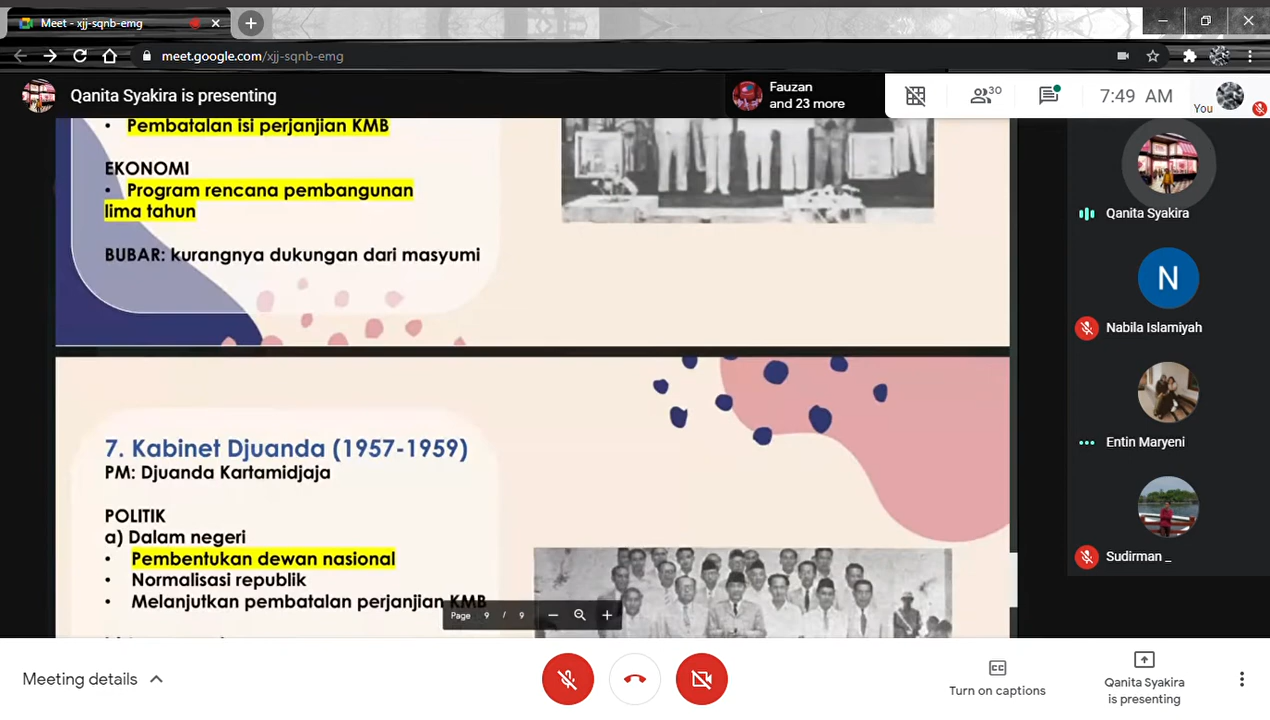 Meet - xjj-sqnb-emg
meet.google.com/xjj-sqnb-emg
Qanita Syakira is presenting
Fauzan
and 23 more
30
7:49 AM
You
• Pembatalan isi perjanjian KMB
EKONOMI
• Program rencana pembangunan
lima tahun
BUBAR: kurangnya dukungan dari masyumi
7. Kabinet Djuanda (1957-1959)
PM: Djuanda Kartamidjaja
POLITIK
a) Dalam negeri
• Pembentukan dewan nasional
• Normalisasi republik
• Melanjutkan pembatalan perjanjian KMB
Page 9 / 9
Qanita Syakira
N
Nabila Islamiyah
Entin Maryeni
Sudirman _
Meeting details
CC
Turn on captions
Qanita Syakira
is presenting